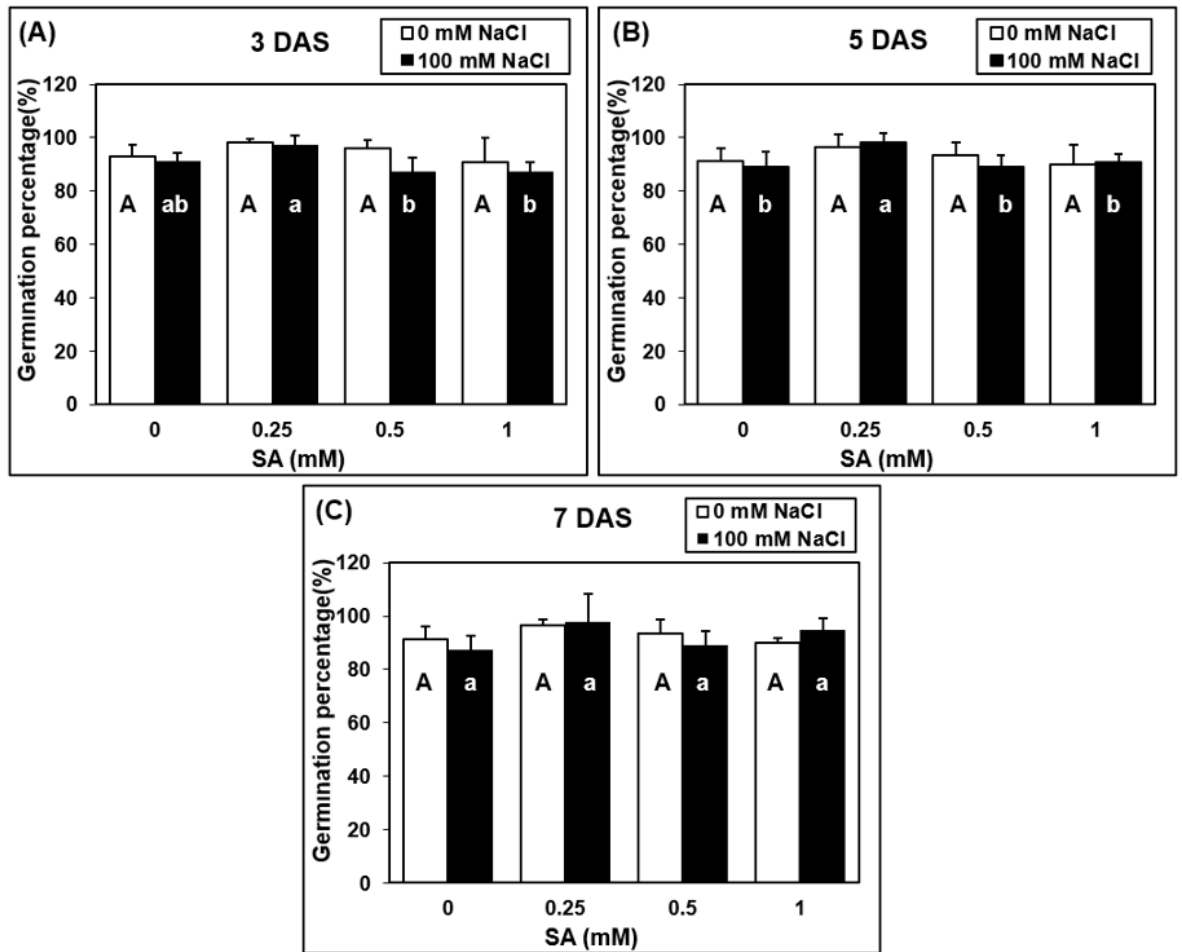 (A)
3 DAS
0 mM NaCl
100 mM NaCl
Germination percentage(%)
120
100
80
60
40
20
0
A ab A a A b A b
0 0.25 0.5 1
SA (mM)
(B)
5 DAS
0 mM NaCl
100 mM NaCl
Germination percentage(%)
120
100
80
60
40
20
0
A b A a A b A b
0 0.25 0.5 1
SA (mM)
(C)
7 DAS
0 mM NaCl
100 mM NaCl
Germination percentage(%)
120
100
80
60
40
20
0
A a A a A a A a
0 0.25 0.5 1
SA (mM)